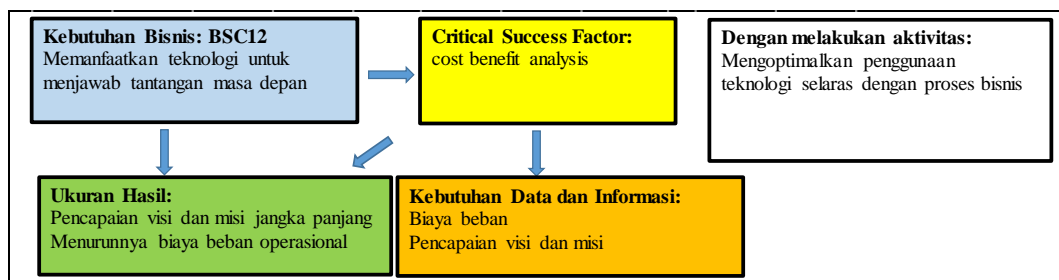 Kebutuhan Bisnis: BSC12
Memanfaatkan teknologi untuk
menjawab tantangan masa depan
Critical Success Factor:
cost benefit analysis
Dengan melakukan aktivitas:
Mengoptimalkan penggunaan
teknologi selaras dengan proses bisnis
Ukuran Hasil:
Pencapaian visi dan misi jangka panjang
Menurunnya biaya beban operasional
Kebutuhan Data dan Informasi:
Biaya beban
Pencapaian visi dan misi